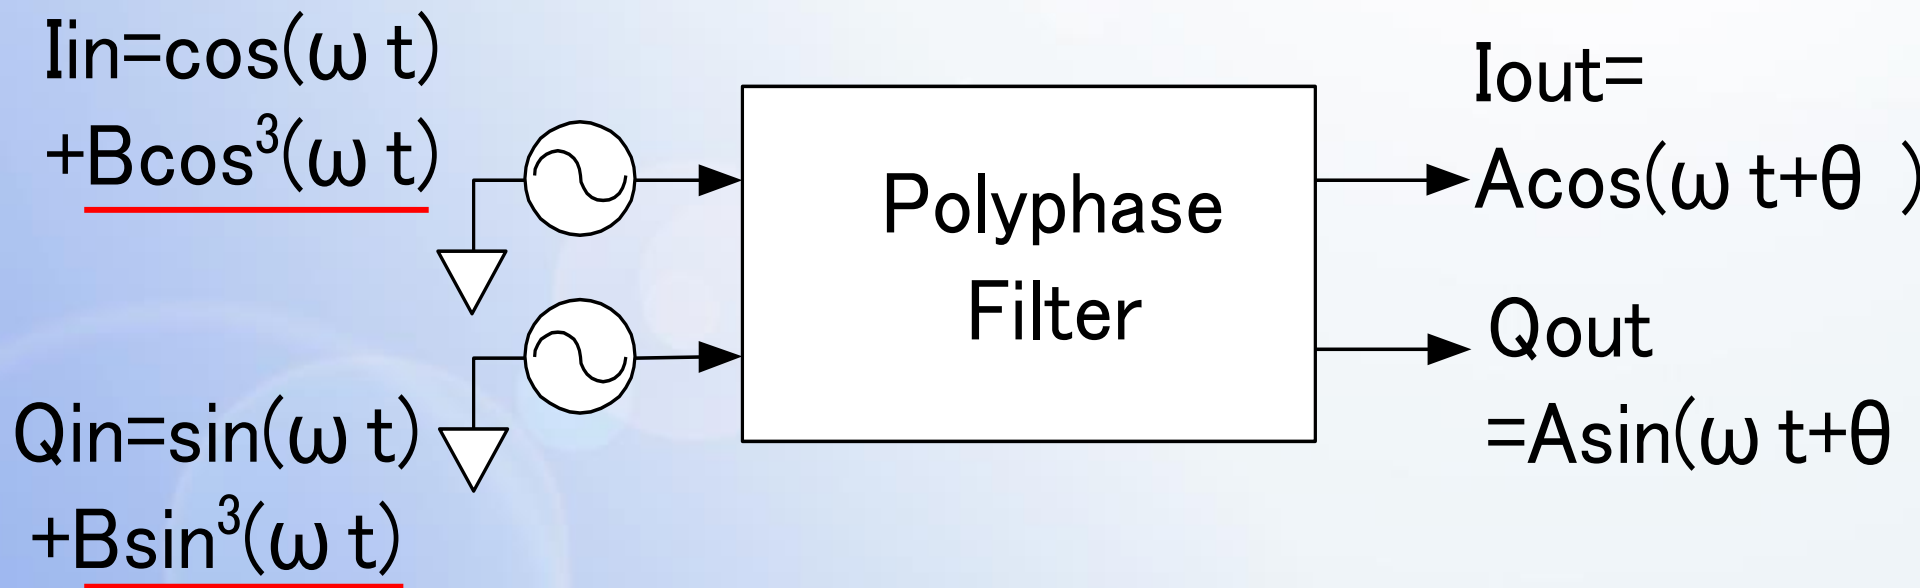 Iin=cos(ω t)
+Bcos³(ω t)
Polyphase
Filter
Iout=
Acos(ω t+θ )
Qout
=Asin(ω t+θ
Qin=sin(ω t)
+Bsin³(ω t)